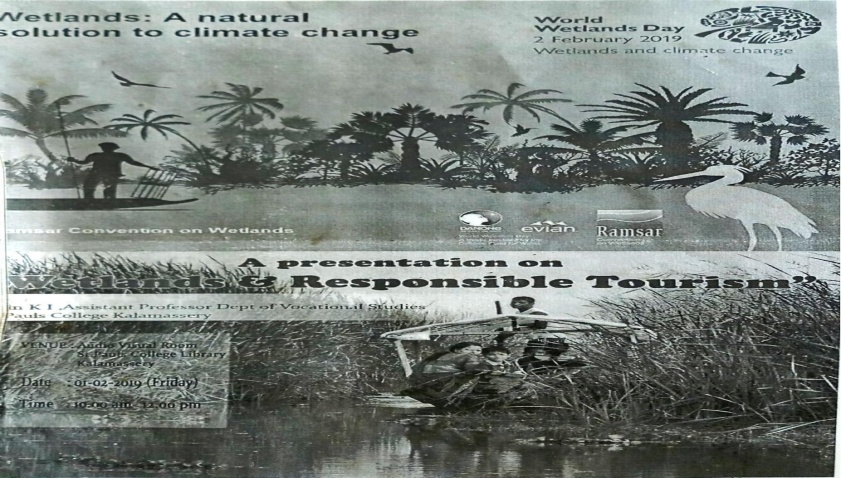 Wetlands: A natural
solution to climate change
World
Wetlands Day
2 February 2019
Wetlands and climate change
amsar Convention on Wetlands
DANONE
evian
Ramsar
A presentation on
Wetlands & Responsible Tourism”
in K I ,Assistant Professor Dept of Vocational Studies
Pauls College Kalamassery
VENUE : Audio Visual Room
St Pauls College Library
Kalamassery
Date : 01-02-2019 (Friday)
Time : 10:00 am -12.00 pm